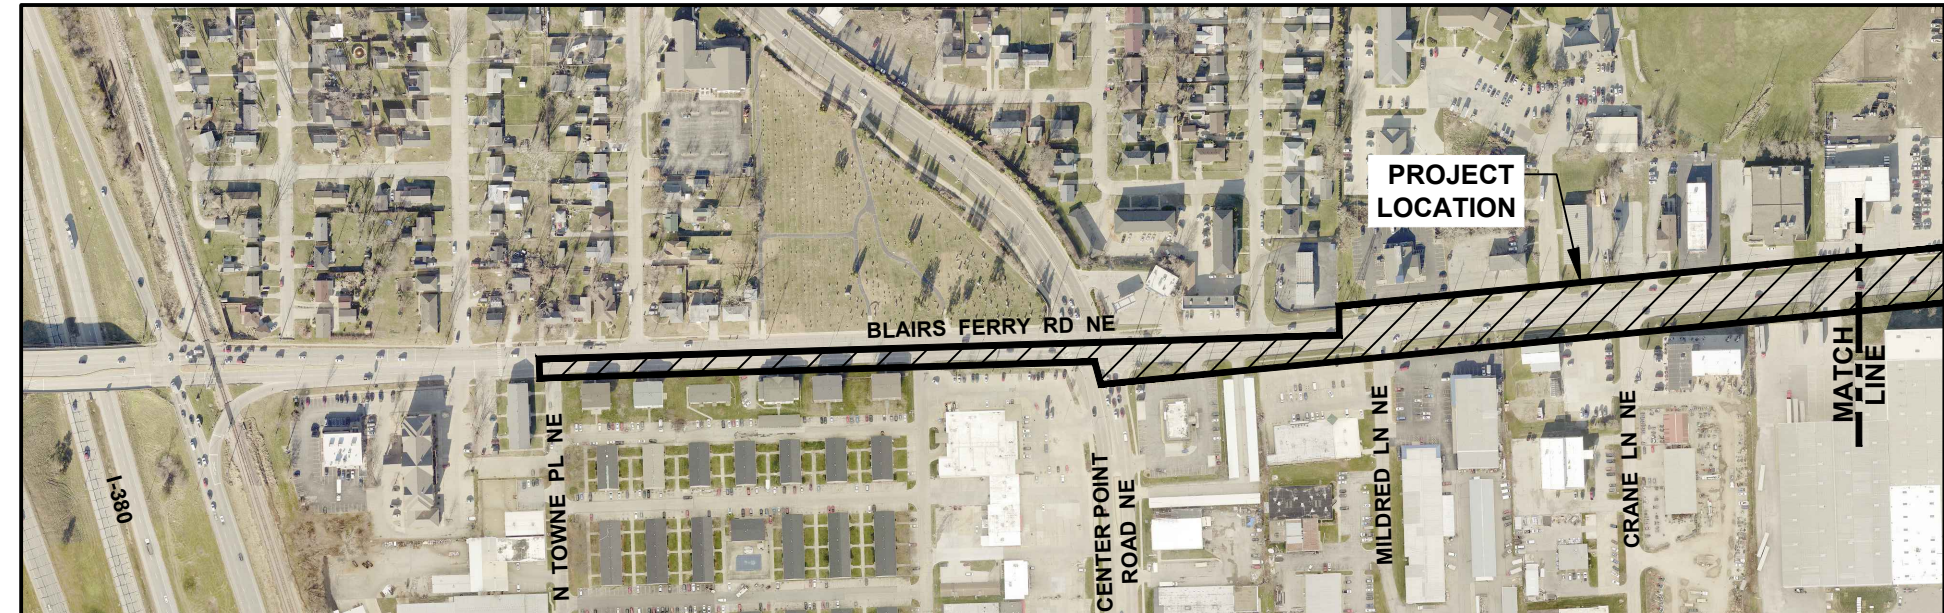 PROJECT
LOCATION
BLAIRS FERRY RD NE
MATCH
LINE
I-380
N TOWNE PL NE
CENTER POINT
ROAD NE
MILDRED LN NE
CRANE LN NE